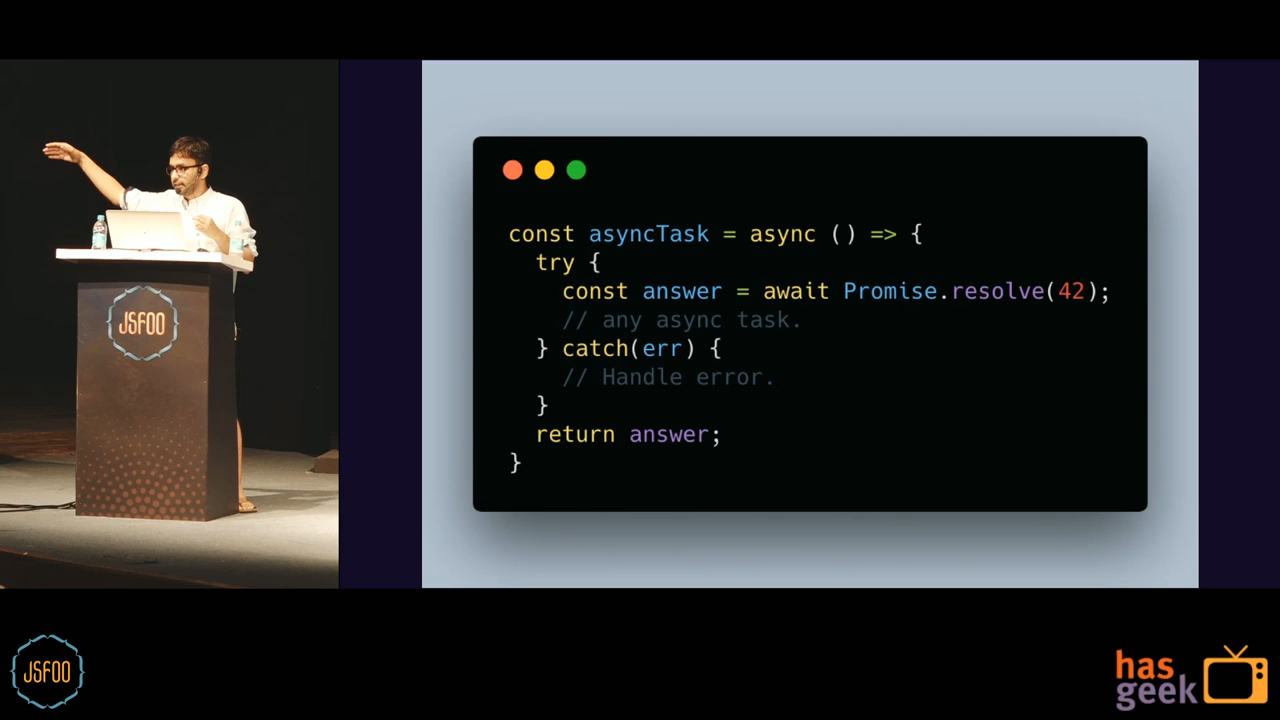 const asyncTask = async () => {
try {
const answer = await Promise.resolve(42);
// any async task.
} catch(err) {
// Handle error.
}
return answer;
}
JSFOO
JSFOO
has
geek